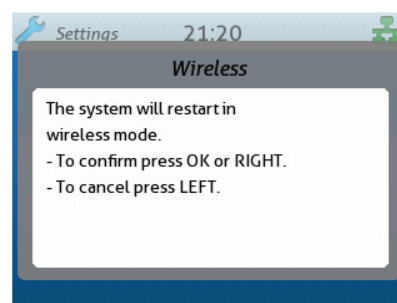 Settings 21:20
Wireless
The system will restart in
wireless mode.
- To confirm press OK or RIGHT.
- To cancel press LEFT.